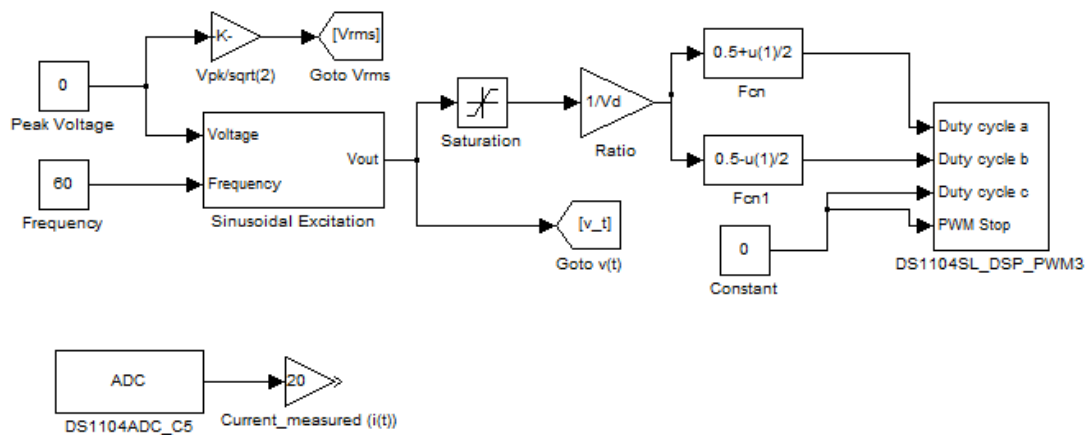 K-
[Vrms]
Vpk/sqrt(2)
Goto Vrms
0
Peak Voltage
Voltage
Frequency
Vout
Sinusoidal Excitation
60
Frequency
Saturation
1/Vd
Ratio
0.5+u(1)/2
Fcn
0.5-u(1)/2
Fcn1
[v_t]
Goto v(t)
0
Constant
Duty cycle a
Duty cycle b
Duty cycle c
PWM Stop
DS1104SL_DSP_PWM3
ADC
DS1104ADC_C5
20
Current_measured (i(t))